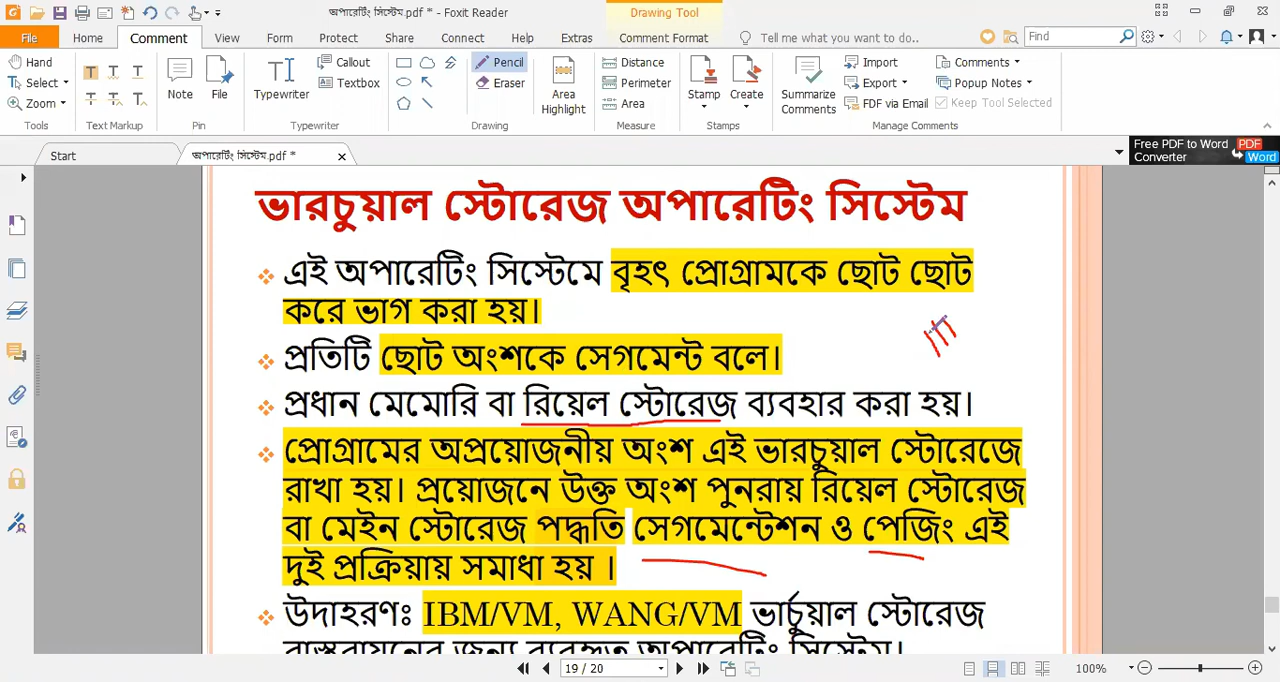 অপারেটিং সিস্টেম.pdf * - Foxit Reader
Drawing Tool
File Home Comment View Form Protect Share Connect Help Extras Comment Format Tell me what you want to do.. Find
Hand
Select
Zoom
Tools
Text Markup
Note
File
Pin
Typewriter
Callout
Textbox
Typewriter
Pencil
Eraser
Drawing
Area
Highlight
Distance
Perimeter
Area
Measure
Stamp
Create
Stamps
Summarize
Comments
Import
Export
FDF via Email
Comments
Popup Notes
Keep Tool Selected
Manage Comments
Start
অপারেটিং সিস্টেম.pdf *
Free PDF to Word
Converter
PDF
Word
ভারচুয়াল স্টোরেজ অপারেটিং সিস্টেম
এই অপারেটিং সিস্টেমে বৃহৎ প্রোগ্রামকে ছোট ছোট
করে ভাগ করা হয়।
প্রতিটি ছোট অংশকে সেগমেন্ট বলে।
প্রধান মেমোরি বা রিয়েল স্টোরেজ ব্যবহার করা হয়।
প্রোগ্রামের অপ্রয়োজনীয় অংশ এই ভারচুয়াল স্টোরেজে
রাখা হয়। প্রয়োজনে উক্ত অংশ পুনরায় রিয়েল স্টোরেজ
বা মেইন স্টোরেজ পদ্ধতি সেগমেন্টেশন ও পেজিং এই
দুই প্রক্রিয়ায় সমাধা হয় ।
উদাহরণঃ IBM/VM, WANG/VM ভার্চুয়াল স্টোরেজ
বাস্তবায়নের জন্য ব্যবহৃত অপারেটিং সিস্টেম।
19 / 20
100%